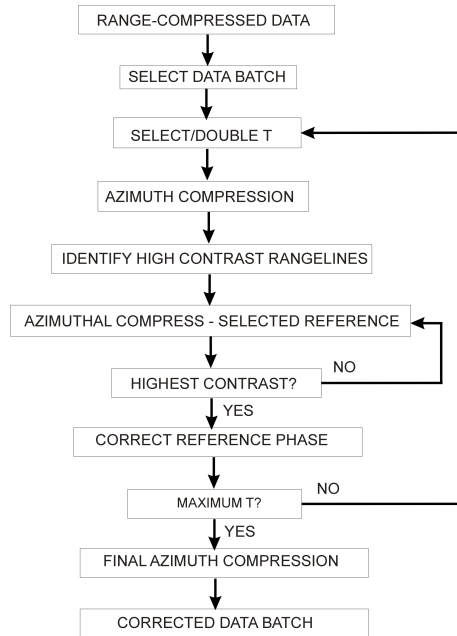 RANGE-COMPRESSED DATA
SELECT DATA BATCH
SELECT/DOUBLE T
AZIMUTH COMPRESSION
IDENTIFY HIGH CONTRAST RANGELINES
AZIMUTHAL COMPRESS - SELECTED REFERENCE
NO
HIGHEST CONTRAST?
YES
CORRECT REFERENCE PHASE
NO
MAXIMUM T?
YES
FINAL AZIMUTH COMPRESSION
CORRECTED DATA BATCH